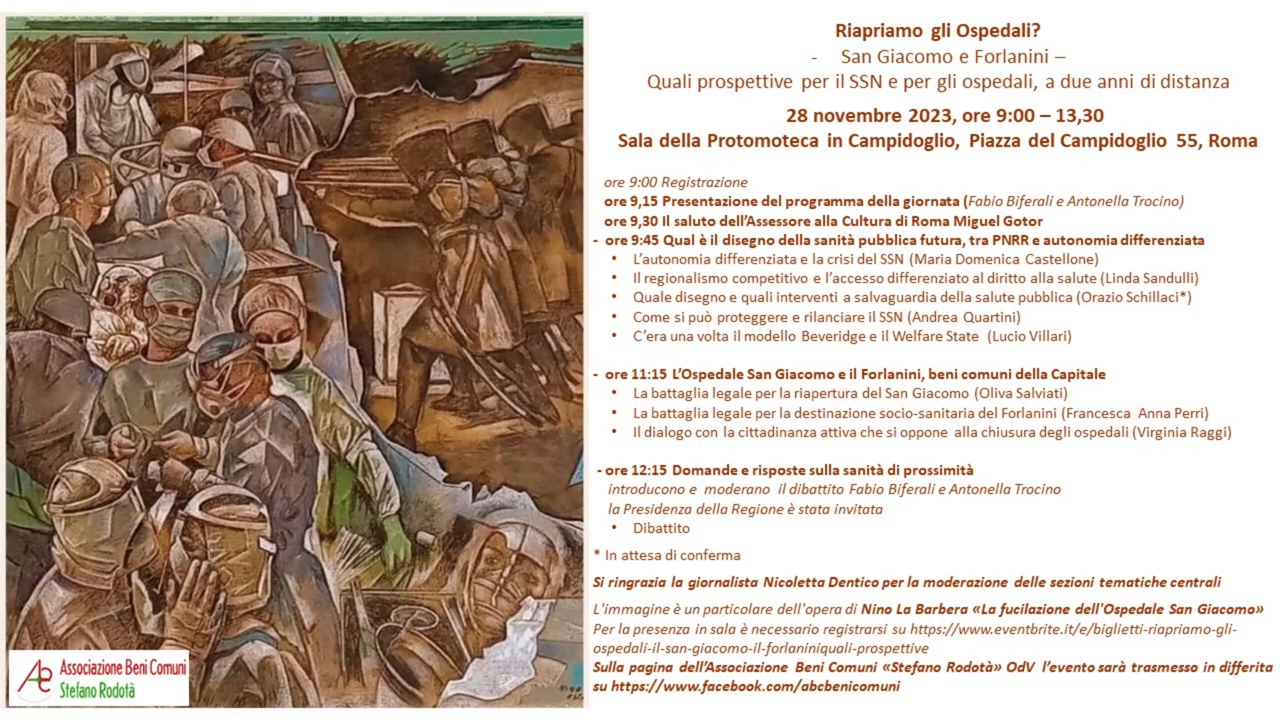 Riapriamo gli Ospedali?
- San Giacomo e Forlanini –
Quali prospettive per il SSN e per gli ospedali, a due anni di distanza
28 novembre 2023, ore 9:00 – 13,30
Sala della Protomoteca in Campidoglio, Piazza del Campidoglio 55, Roma
ore 9:00 Registrazione
ore 9,15 Presentazione del programma della giornata (Fabio Biferali e Antonella Trocino)
ore 9,30 Il saluto dell'Assessore alla Cultura di Roma Miguel Gotor
- ore 9:45 Qual è il disegno della sanità pubblica futura, tra PNRR e autonomia differenziata
• L'autonomia differenziata e la crisi del SSN (Maria Domenica Castellone)
• Il regionalismo competitivo e l'accesso differenziato al diritto alla salute (Linda Sandulli)
• Quale disegno e quali interventi a salvaguardia della salute pubblica (Orazio Schillaci*)
• Come si può proteggere e rilanciare il SSN (Andrea Quartini)
• C'era una volta il modello Beveridge e il Welfare State (Lucio Villari)
- ore 11:15 L'Ospedale San Giacomo e il Forlanini, beni comuni della Capitale
• La battaglia legale per la riapertura del San Giacomo (Oliva Salviati)
• La battaglia legale per la destinazione socio-sanitaria del Forlanini (Francesca Anna Perri)
• Il dialogo con la cittadinanza attiva che si oppone alla chiusura degli ospedali (Virginia Raggi)
- ore 12:15 Domande e risposte sulla sanità di prossimità
introducono e moderano il dibattito Fabio Biferali e Antonella Trocino
la Presidenza della Regione è stata invitata
• Dibattito
* In attesa di conferma
Si ringrazia la giornalista Nicoletta Dentico per la moderazione delle sezioni tematiche centrali
L'immagine è un particolare dell'opera di Nino La Barbera «La fucilazione dell'Ospedale San Giacomo»
Per la presenza in sala è necessario registrarsi su https://www.eventbrite.it/e/biglietti-riapriamo-gli-
ospedali-il-san-giacomo-il-forlaniniquali-prospettive
Sulla pagina dell'Associazione Beni Comuni «Stefano Rodotà» OdV l'evento sarà trasmesso in differita
su https://www.facebook.com/abcbenicomuni
Associazione Beni Comuni
Stefano Rodotà